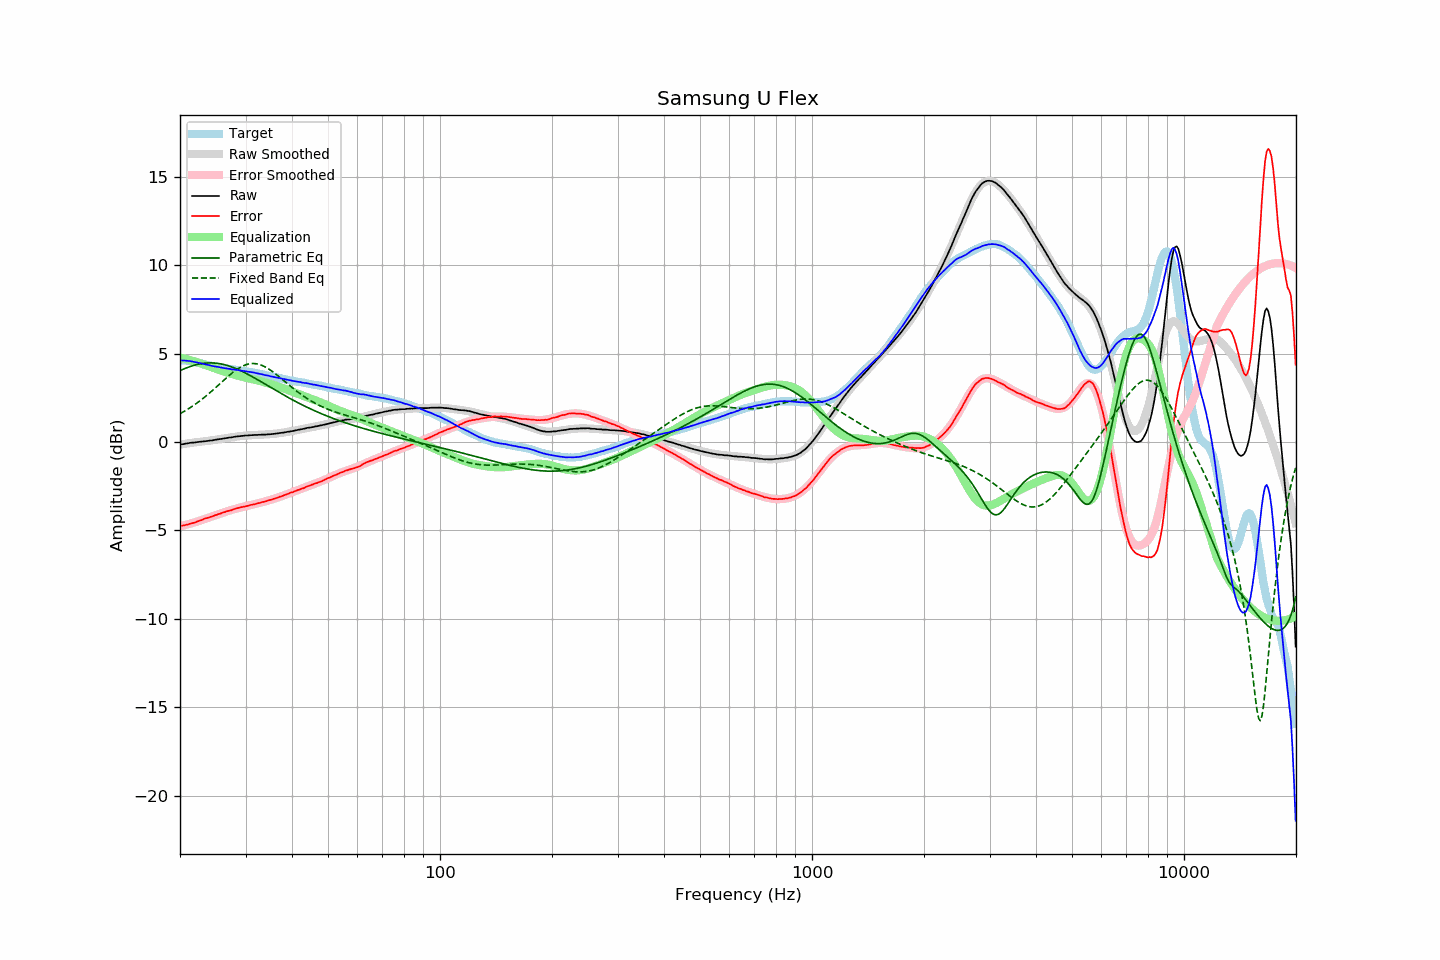 Samsung U Flex
Target
Raw Smoothed
Error Smoothed
Raw
Error
Equalization
Parametric Eq
Fixed Band Eq
Equalized
15
10
5
0
−5
−10
−15
−20
Amplitude (dBr)
100
1000
10000
Frequency (Hz)